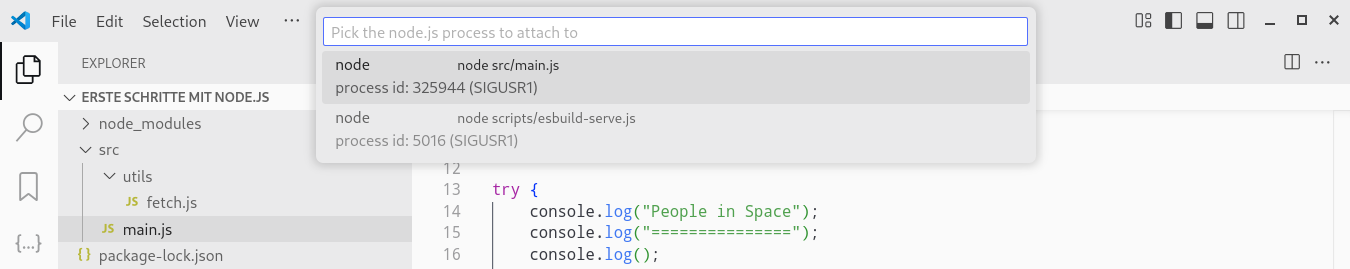 File Edit Selection View ···
Pick the node.js process to attach to
node node src/main.js
process id: 325944 (SIGUSR1)
node node scripts/esbuild-serve.js
process id: 5016 (SIGUSR1)
EXPLORER
ERSTE SCHRITTE MIT NODE.JS
node_modules
src
utils
JS fetch.js
JS main.js
{} package-lock.json
12
13 try {
14 console.log("People in Space");
15 console.log("===============");
16 console.log();